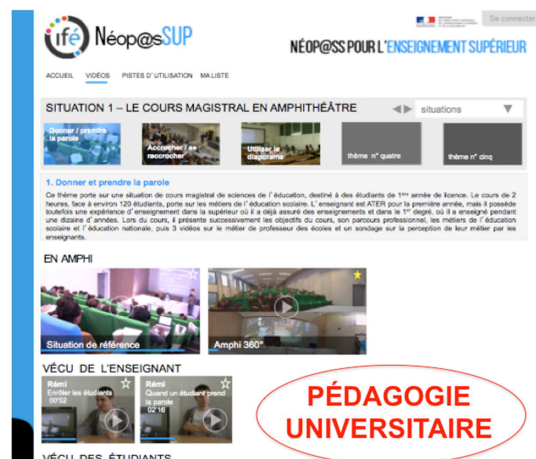 ifé Néop@sSUP
Se connecter
NÉOP@SS POUR L'ENSEIGNEMENT SUPÉRIEUR
ACCUEIL VIDÉOS PISTES D'UTILISATION MA LISTE
SITUATION 1 – LE COURS MAGISTRAL EN AMPHITHÉÂTRE
situations
Donner / prendre
la parole
Accrocher / se
raccrocher
Utiliser le
diaporama
thème n° quatre
thème n° cinq
1. Donner et prendre la parole
Ce thème porte sur une situation de cours magistral de sciences de l'éducation, destiné à des étudiants de 1ère année de licence. Le cours de 2
heures, face à environ 120 étudiants, porte sur les métiers de l'éducation scolaire. L'enseignant est ATER pour la première année, mais il possède
toutefois une expérience d'enseignement dans la supérieur où il a déjà assuré des enseignements et dans le 1er degré, où il a enseigné pendant
une dizaine d'années. Lors du cours, il présente successivement les objectifs du cours, son parcours professionnel, les métiers de l'éducation
scolaire et l'éducation nationale, puis 3 vidéos sur le métier de professeur des écoles et un sondage sur la perception de leur métier par les
enseignants.
EN AMPHI
Situation de référence
Amphi 360°
VÉCU DE L'ENSEIGNANT
Rémi
Enrôler les étudiants
00'52
Rémi
Quand un étudiant prend
la parole
02'16
PÉDAGOGIE
UNIVERSITAIRE
VÉCU DES ÉTUDIANTS